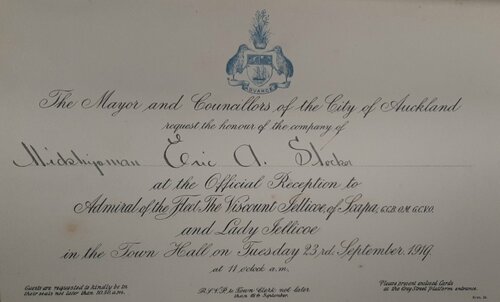 ADVANCE
The Mayor and Councillors of the City of Auckland
request the honour of the company of
Midshipman Eric A. Stocker
at the Official Reception to
Admiral of the Fleet, The Viscount Jellicoe, of Scapa, G.C.B. O.M. G.C.V.O.
and Lady Jellicoe
in the Town Hall on Tuesday 23rd. September, 1919.
at 11 o'clock a.m.
Guests are requested to kindly be in
their seats not later than 10.50 a.m.
R.S.V.P. to Town Clerk, not later
than September.
Please present enclosed Cards
at the Grey Street platform entrance.